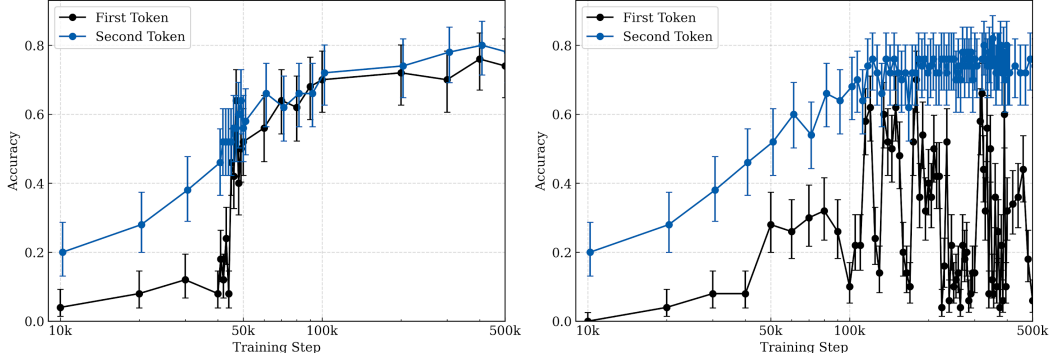 First Token
Second Token
Accuracy
0.8
0.6
0.4
0.2
0.0
10k
50k
100k
500k
Training Step
First Token
Second Token
Accuracy
0.8
0.6
0.4
0.2
0.0
10k
50k
100k
500k
Training Step